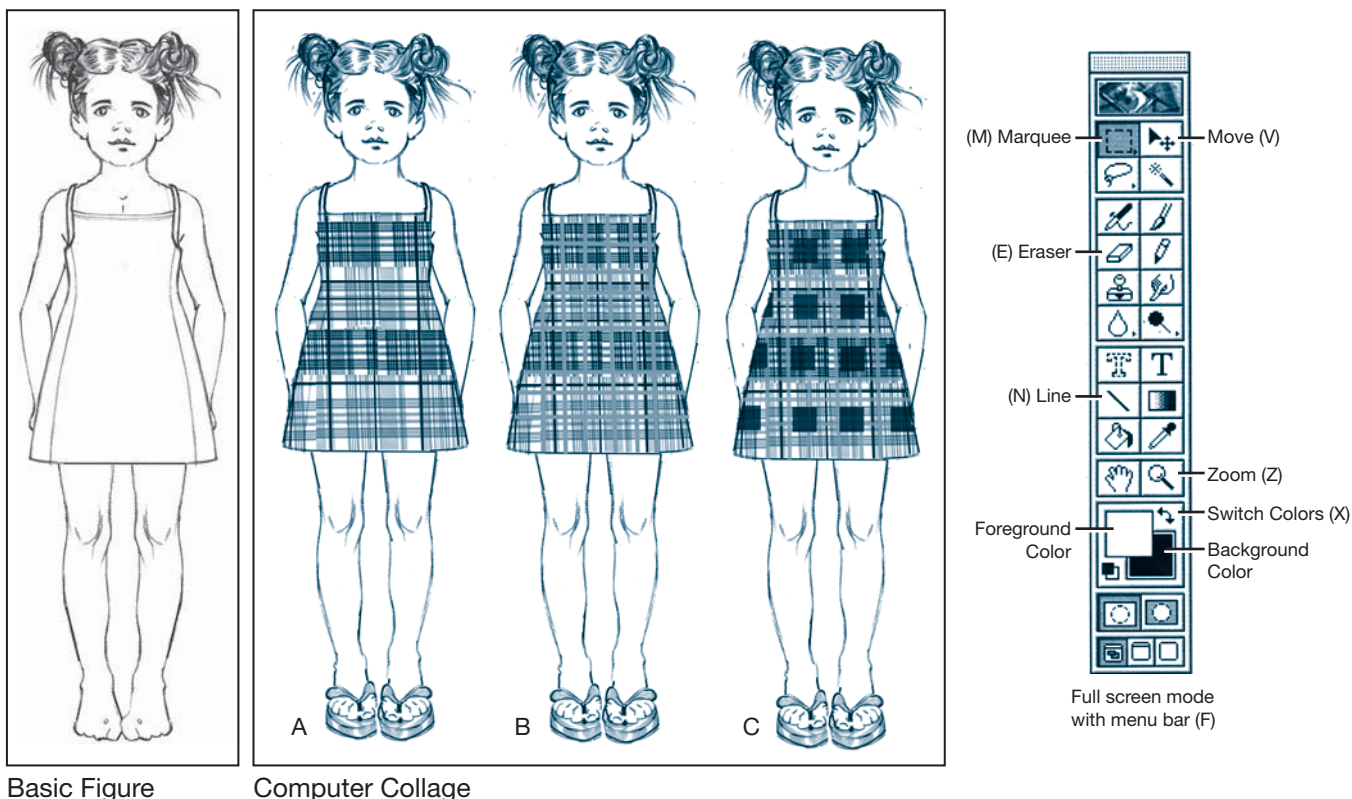 A
B
C
Basic Figure
Computer Collage
(M) Marquee
Move (V)
(E) Eraser
T
T
(N) Line
Zoom (Z)
Switch Colors (X)
Foreground
Color
Background
Color
Full screen mode
with menu bar (F)